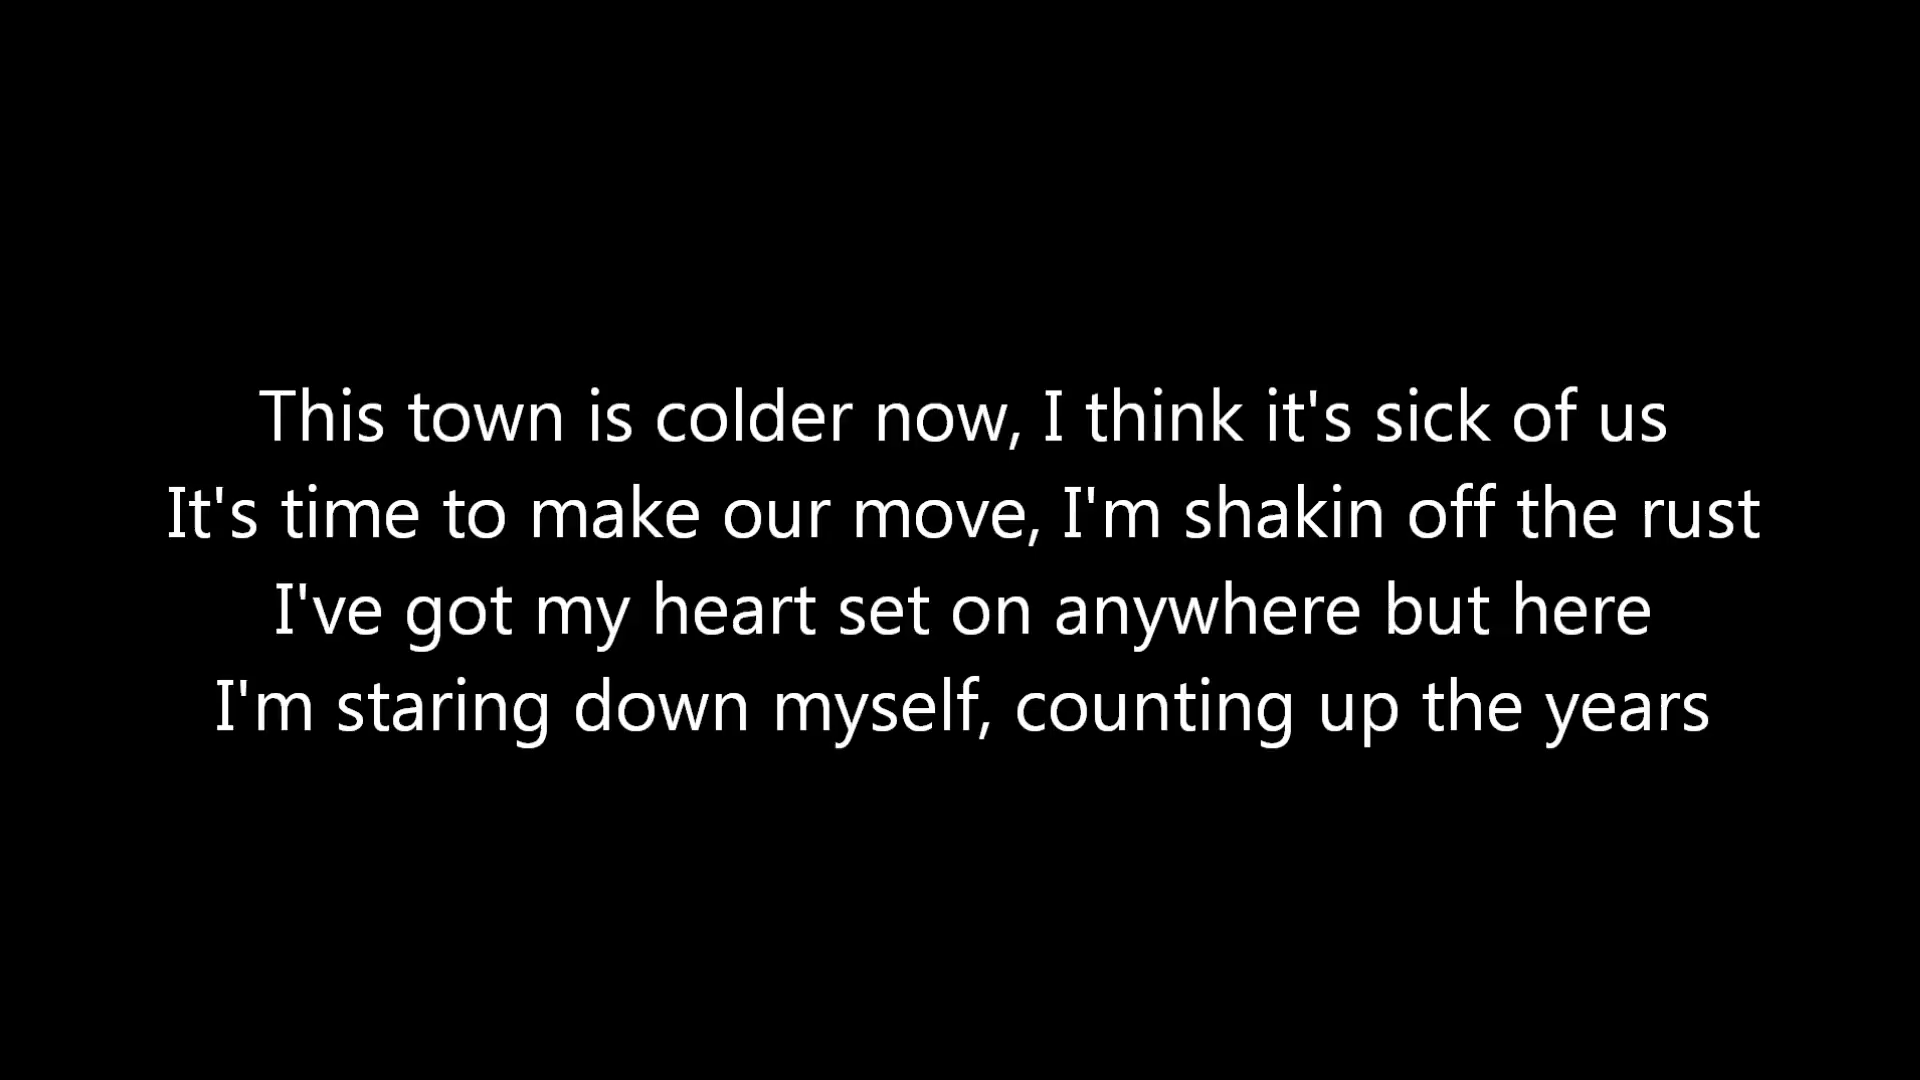 This town is colder now, I think it's sick of us
It's time to make our move, I'm shakin off the rust
I've got my heart set on anywhere but here
I'm staring down myself, counting up the years